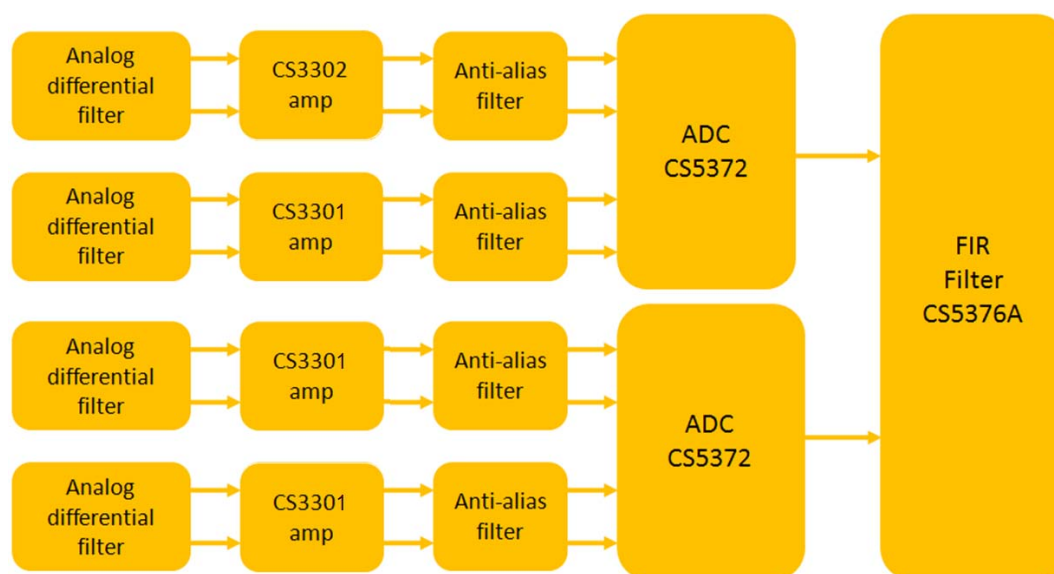 Analog
differential
filter
CS3302
amp
Anti-alias
filter
ADC
CS5372
Analog
differential
filter
CS3301
amp
Anti-alias
filter
FIR
Filter
CS5376A
Analog
differential
filter
CS3301
amp
Anti-alias
filter
ADC
CS5372
Analog
differential
filter
CS3301
amp
Anti-alias
filter